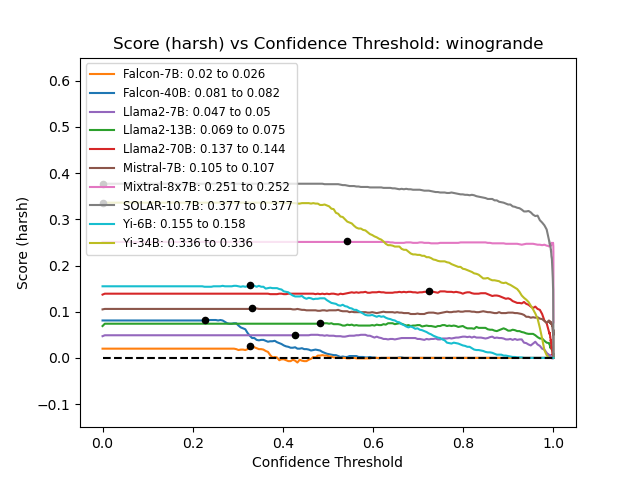 Score (harsh) vs Confidence Threshold: winogrande
Falcon-7B: 0.02 to 0.026
Falcon-40B: 0.081 to 0.082
Llama2-7B: 0.047 to 0.05
Llama2-13B: 0.069 to 0.075
Llama2-70B: 0.137 to 0.144
Mistral-7B: 0.105 to 0.107
Mixtral-8x7B: 0.251 to 0.252
SOLAR-10.7B: 0.377 to 0.377
Yi-6B: 0.155 to 0.158
Yi-34B: 0.336 to 0.336
Score (harsh)
0.6
0.5
0.4
0.3
0.2
0.1
0.0
−0.1
0.0 0.2 0.4 0.6 0.8 1.0
Confidence Threshold